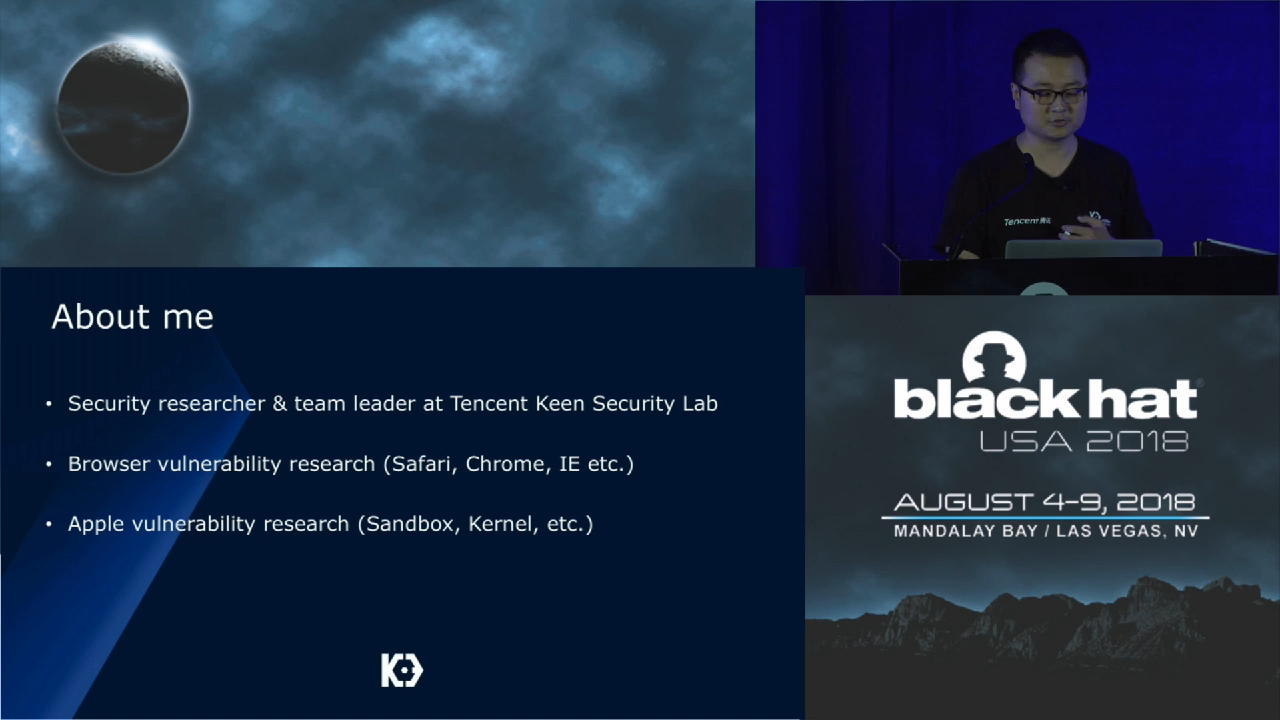 Tencent 腾讯
About me
• Security researcher & team leader at Tencent Keen Security Lab
• Browser vulnerability research (Safari, Chrome, IE etc.)
• Apple vulnerability research (Sandbox, Kernel, etc.)
black hat
USA 2018
AUGUST 4-9, 2018
MANDALAY BAY / LAS VEGAS, NV